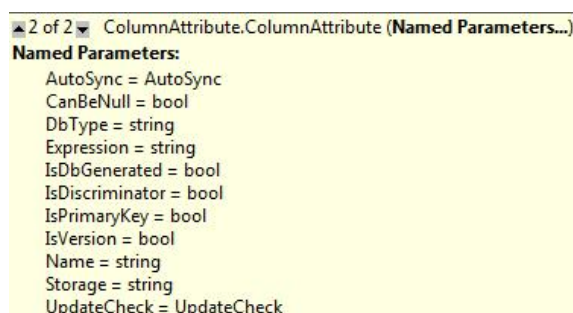 2 of 2 ColumnAttribute.ColumnAttribute (Named Parameters...)
Named Parameters:
AutoSync = AutoSync
CanBeNull = bool
DbType = string
Expression = string
IsDbGenerated = bool
IsDiscriminator = bool
IsPrimaryKey = bool
IsVersion = bool
Name = string
Storage = string
UpdateCheck = UpdateCheck